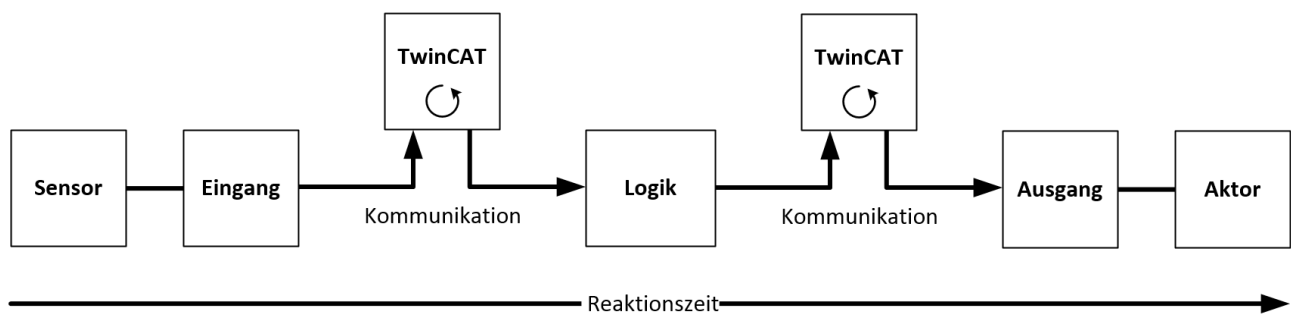 TwinCAT
TwinCAT
Sensor
Eingang
Logik
Ausgang
Aktor
Kommunikation
Kommunikation
Reaktionszeit